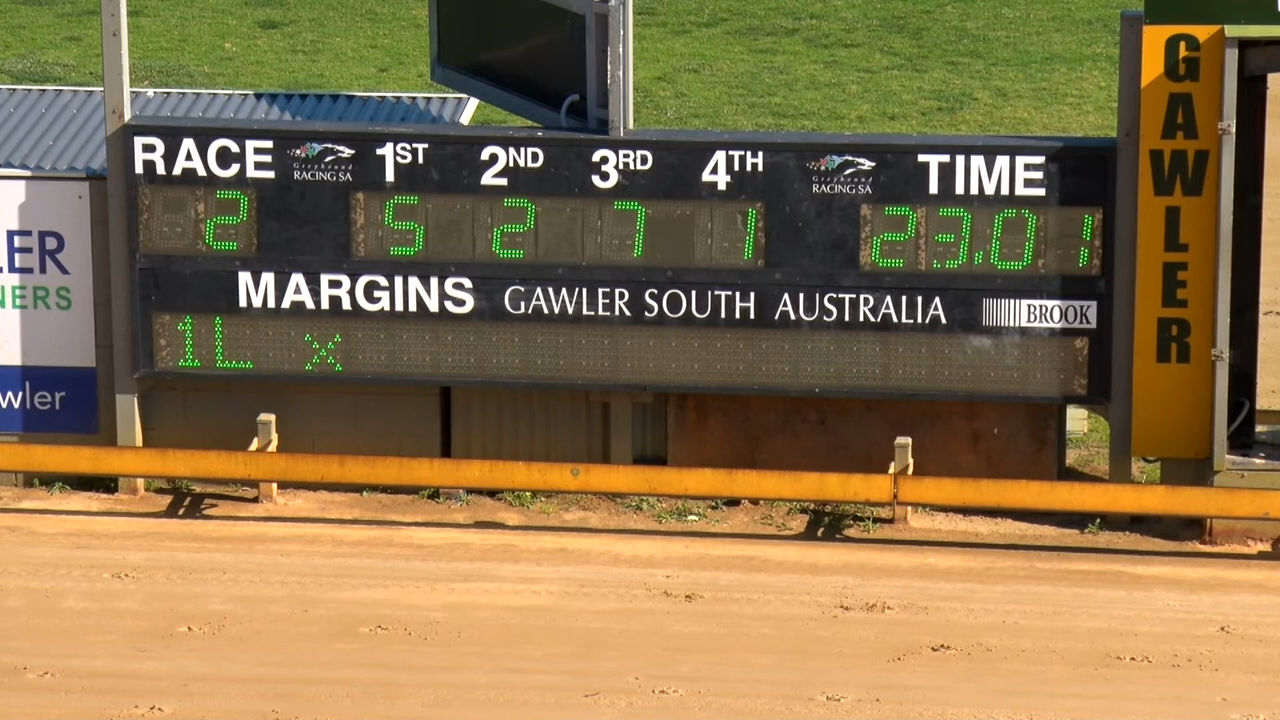 RACE Greyhound RACING SA 1ST 2ND 3RD 4TH Greyhound RACING SA TIME
2 5 2 7 1 23.01
MARGINS GAWLER SOUTH AUSTRALIA BROOK
1L x
GAWLER
LER
NERS
wler